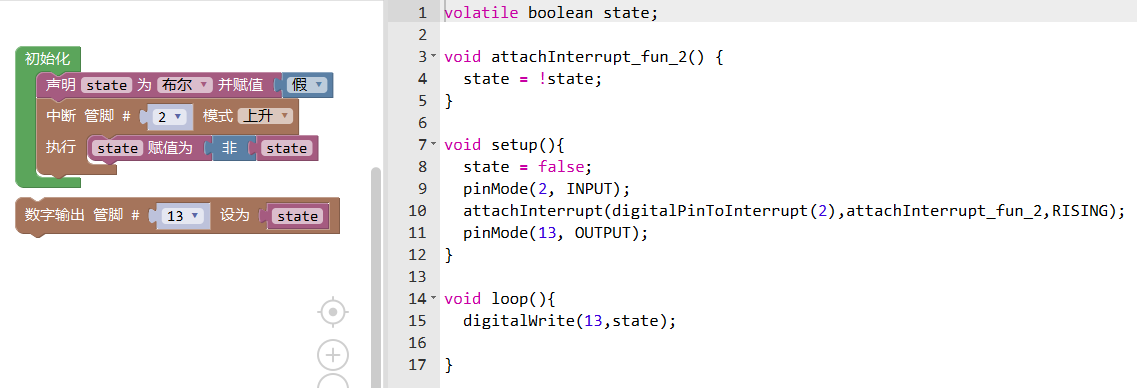 初始化
声明 state 为 布尔 并赋值 假
中断 管脚 # 2 模式 上升
执行 state 赋值为 非 state
数字输出 管脚 # 13 设为 state
1 volatile boolean state;
2
3 void attachInterrupt_fun_2() {
4 state = !state;
5 }
6
7 void setup(){
8 state = false;
9 pinMode(2, INPUT);
10 attachInterrupt(digitalPinToInterrupt(2),attachInterrupt_fun_2,RISING);
11 pinMode(13, OUTPUT);
12 }
13
14 void loop(){
15 digitalWrite(13,state);
16
17 }